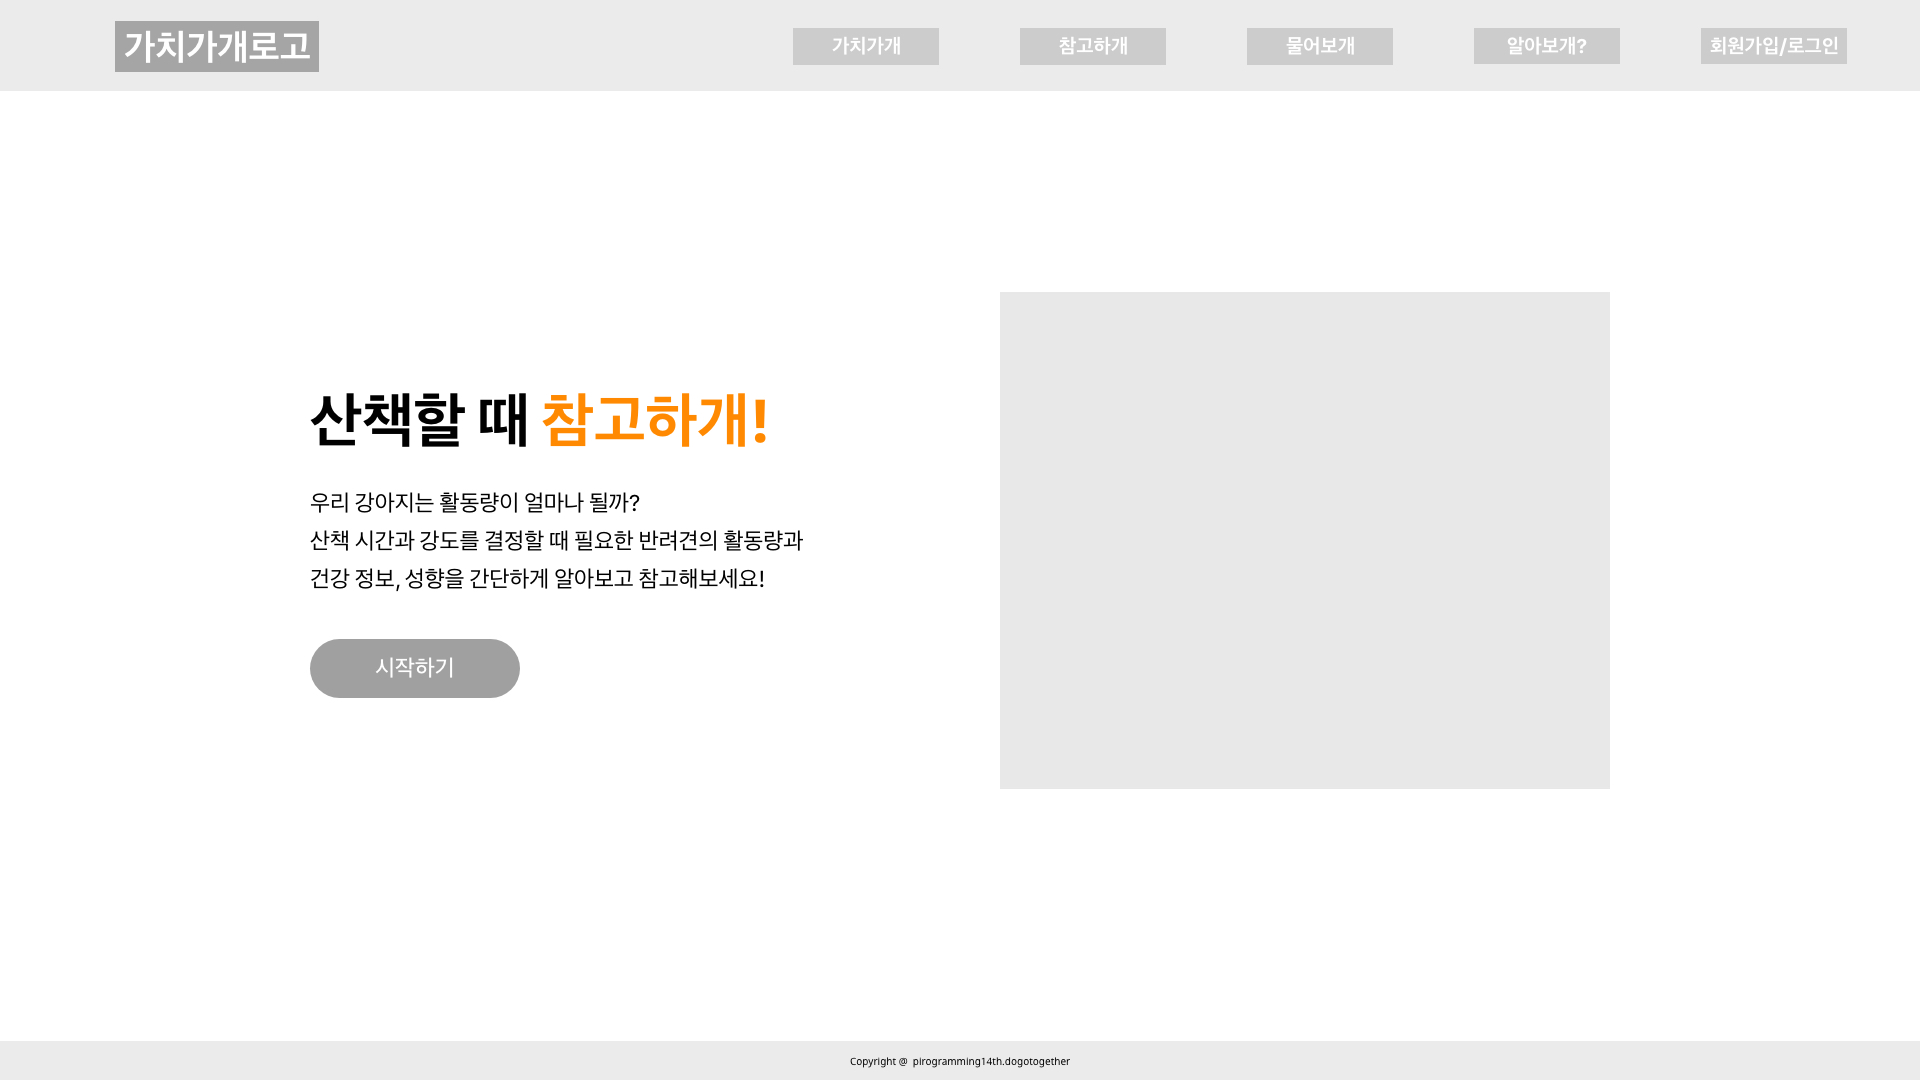 가치가개로고
가치가개
참고하개
물어보개
알아보개?
회원가입/로그인
산책할 때 참고하개!
우리 강아지는 활동량이 얼마나 될까?
산책 시간과 강도를 결정할 때 필요한 반려견의 활동량과
건강 정보, 성향을 간단하게 알아보고 참고해보세요!
시작하기
Copyright @ pirogramming14th.dogotogether